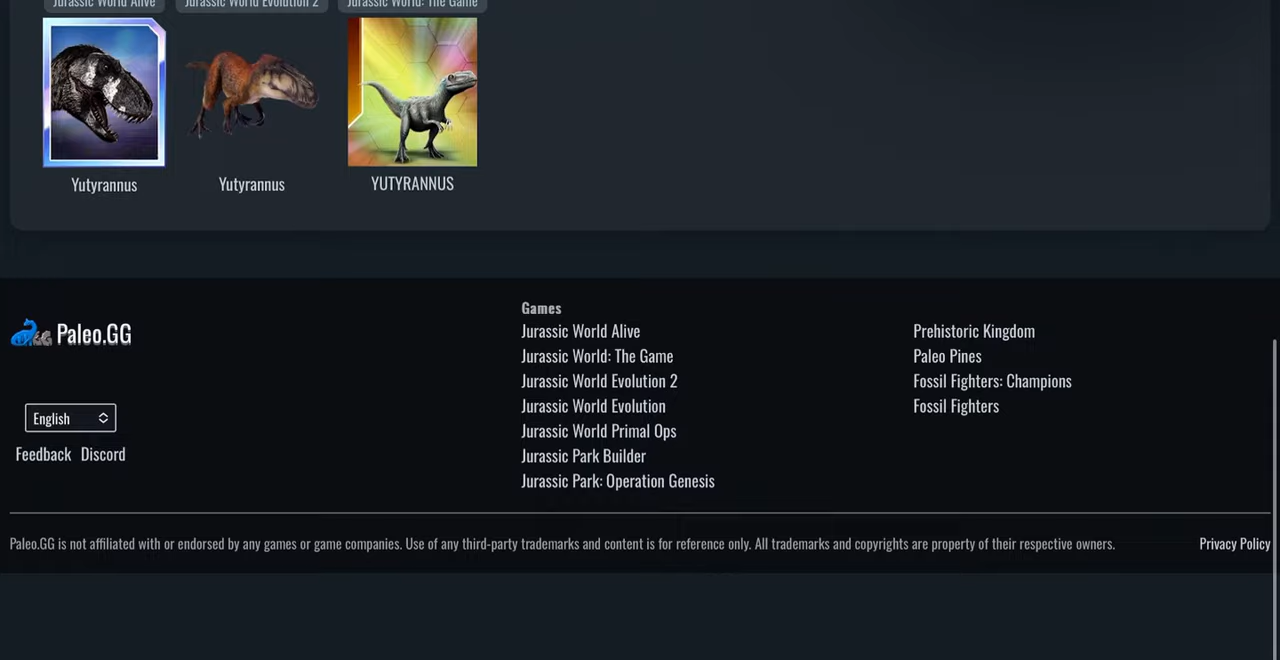 Jurassic World Alive Jurassic World Evolution 2 Jurassic World: The Game
Yutyrannus Yutyrannus YUTYRANNUS
Paleo.GG
English
Feedback Discord
Games
Jurassic World Alive
Jurassic World: The Game
Jurassic World Evolution 2
Jurassic World Evolution
Jurassic World Primal Ops
Jurassic Park Builder
Jurassic Park: Operation Genesis
Prehistoric Kingdom
Paleo Pines
Fossil Fighters: Champions
Fossil Fighters
Paleo.GG is not affiliated with or endorsed by any games or game companies. Use of any third-party trademarks and content is for reference only. All trademarks and copyrights are property of their respective owners. Privacy Policy